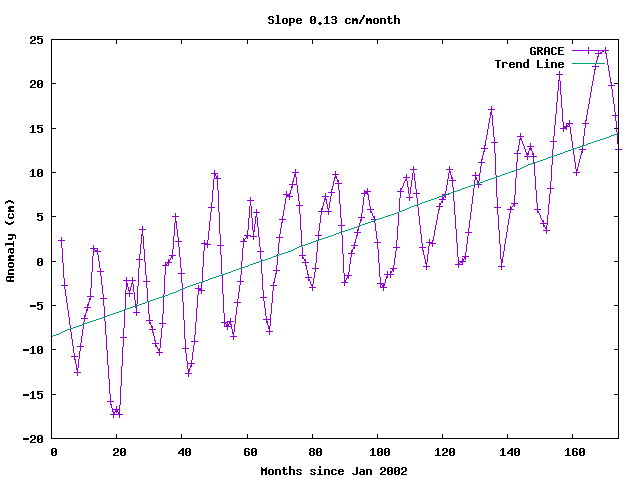 Slope 0.13 cm/month
GRACE
Trend Line
25
20
15
10
5
0
-5
-10
-15
-20
Anomaly (cm)
0 20 40 60 80 100 120 140 160
Months since Jan 2002